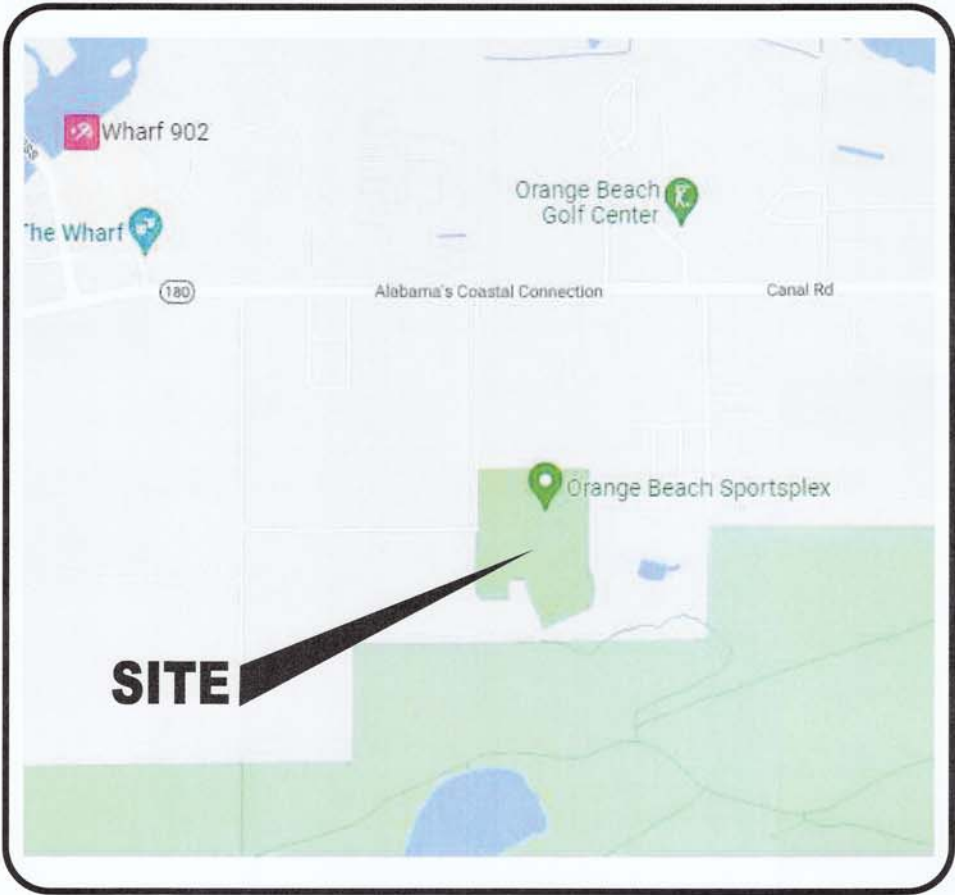 Wharf 902
Orange Beach
Golf Center
The Wharf
180
Alabama's Coastal Connection
Canal Rd
Orange Beach Sportsplex
SITE